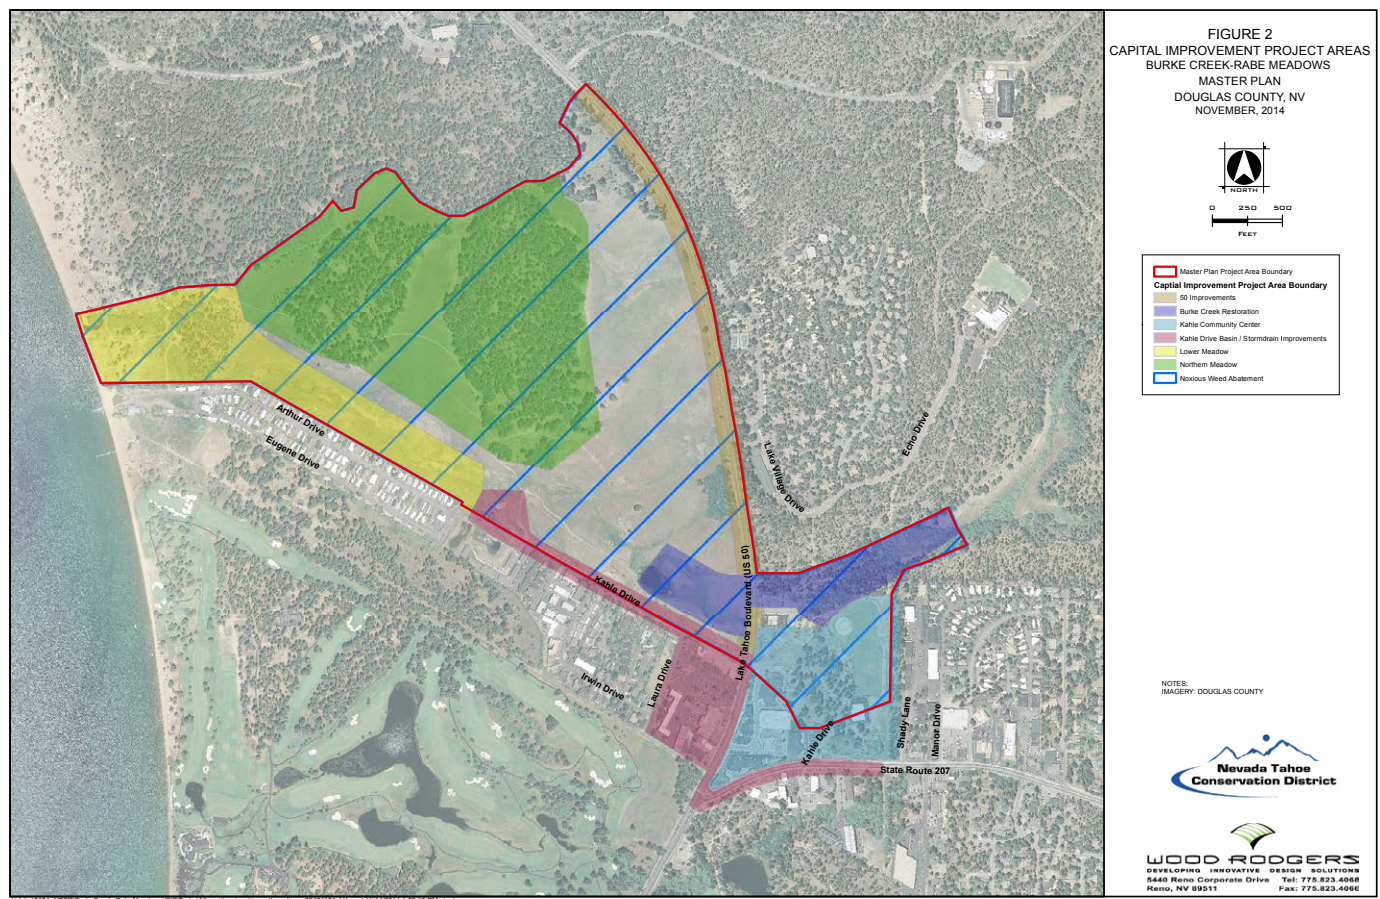 FIGURE 2
CAPITAL IMPROVEMENT PROJECT AREAS
BURKE CREEK-RABE MEADOWS
MASTER PLAN
DOUGLAS COUNTY, NV
NOVEMBER, 2014
NORTH
0 250 500
FEET
Master Plan Project Area Boundary
Captial Improvement Project Area Boundary
50 Improvements
Burke Creek Restoration
Kahle Community Center
Kahle Drive Basin / Stormdrain Improvements
Lower Meadow
Northern Meadow
Noxious Weed Abatement
Arthur Drive
Eugene Drive
Kahle Drive
Irwin Drive
Laura Drive
Lake Tahoe Boulevard (US 50)
Lake Village Drive
Echo Drive
Kahle Drive
Shady Lane
Manor Drive
State Route 207
NOTES:
IMAGERY: DOUGLAS COUNTY
Nevada Tahoe
Conservation District
WOOD RODGERS
DEVELOPING INNOVATIVE DESIGN SOLUTIONS
5440 Reno Corporate Drive Tel: 775.823.4068
Reno, NV 89511 Fax: 775.823.4066